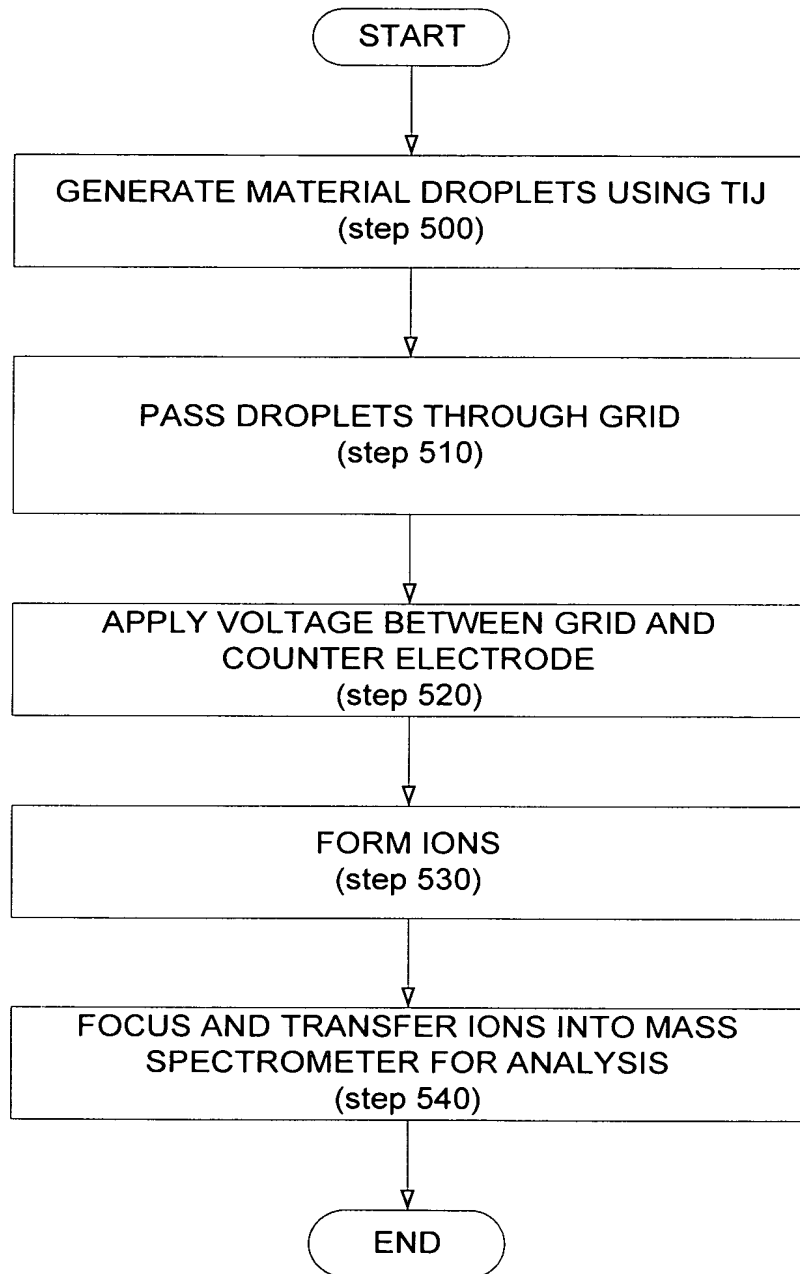 START
GENERATE MATERIAL DROPLETS USING TIJ
(step 500)
PASS DROPLETS THROUGH GRID
(step 510)
APPLY VOLTAGE BETWEEN GRID AND
COUNTER ELECTRODE
(step 520)
FORM IONS
(step 530)
FOCUS AND TRANSFER IONS INTO MASS
SPECTROMETER FOR ANALYSIS
(step 540)
END